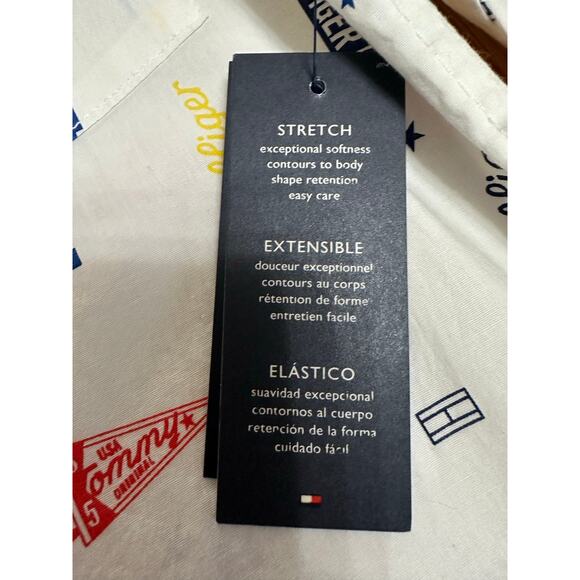 STRETCH
exceptional softness
contours to body
shape retention
easy care
EXTENSIBLE
douceur exceptionnel
contours au corps
rétention de forme
entretien facile
ELÁSTICO
suavidad excepcional
contornos al cuerpo
retención de la forma
cuidado fácil
USA
ORIGINAL
5